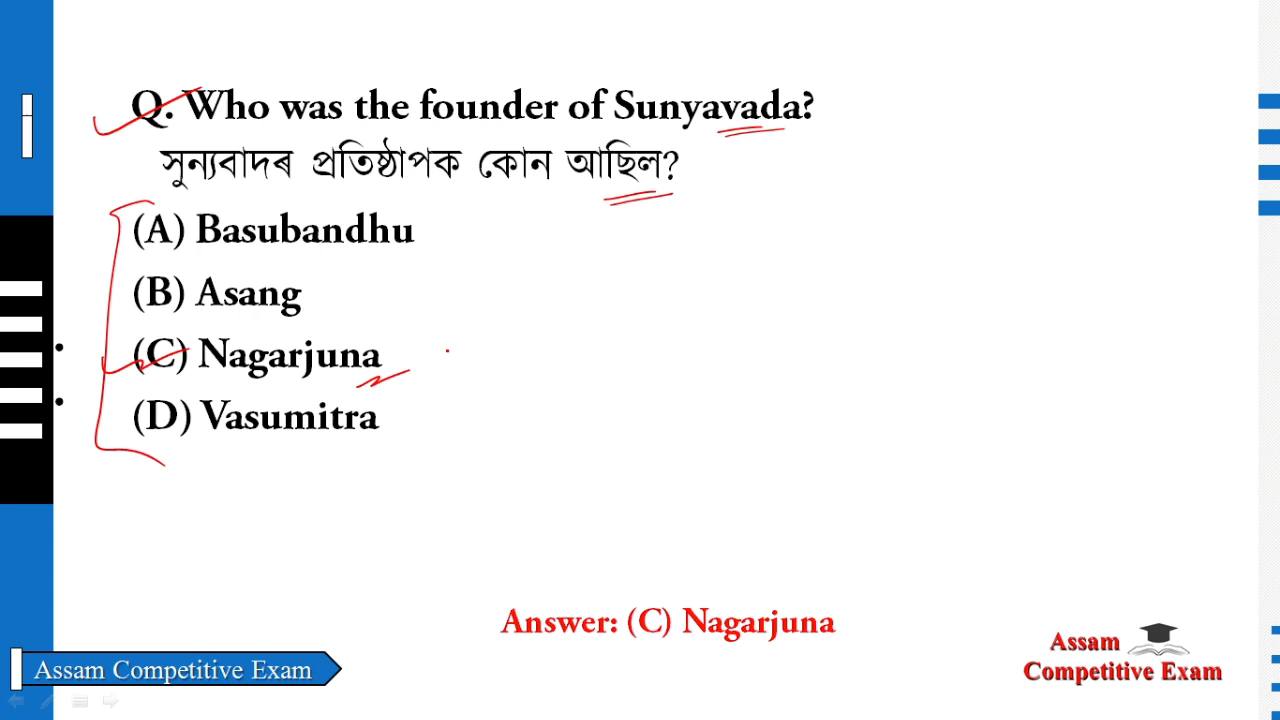 Q. Who was the founder of Sunyavada?
সুন্যবাদৰ প্ৰতিষ্ঠাপক কোন আছিল?
(A) Basubandhu
(B) Asang
(C) Nagarjuna
(D) Vasumitra
Answer: (C) Nagarjuna
Assam Competitive Exam
Assam
Competitive Exam